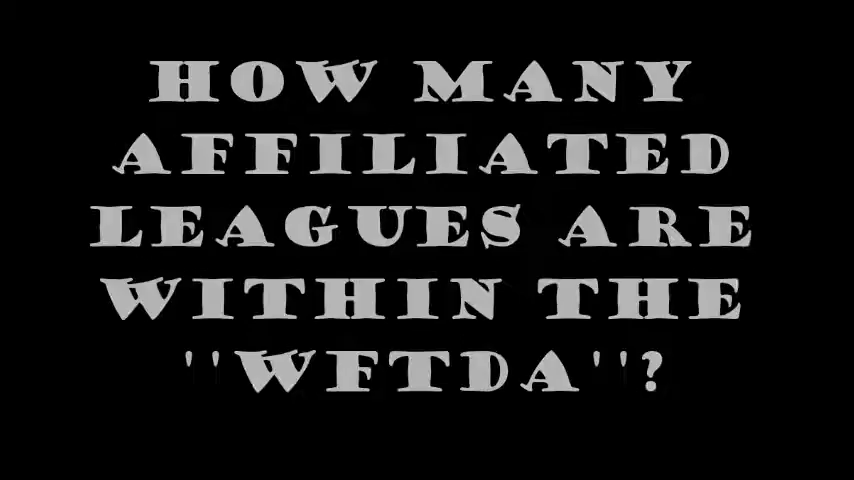 HOW MANY
AFFILIATED
LEAGUES ARE
WITHIN THE
''WFTDA''?